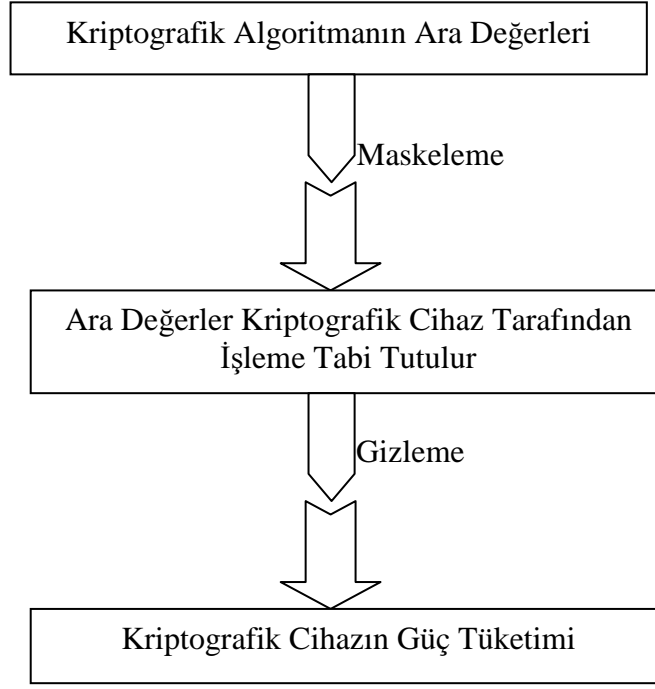 Kriptografik Algoritmanın Ara Değerleri
Maskeleme
Ara Değerler Kriptografik Cihaz Tarafından
İşleme Tabi Tutulur
Gizleme
Kriptografik Cihazın Güç Tüketimi